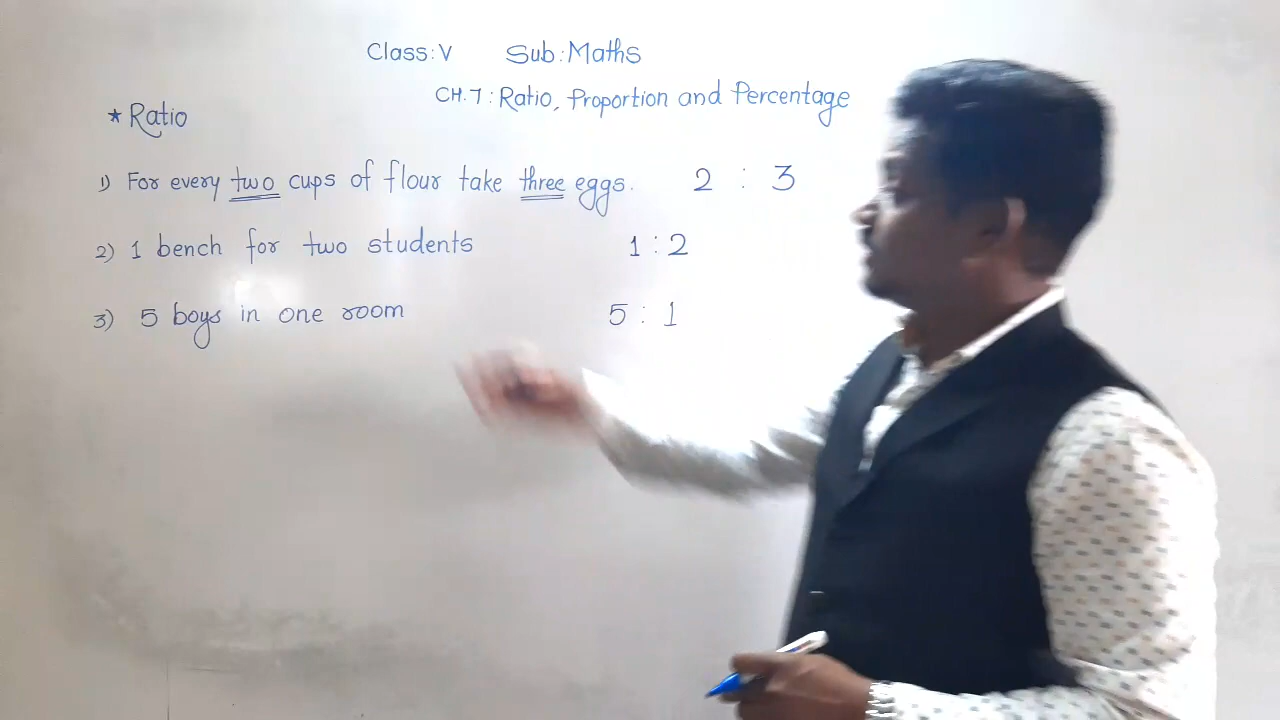 Class: V Sub: Maths
CH. 7: Ratio, Proportion and Percentage
* Ratio
1) For every two cups of flour take three eggs. 2 : 3
2) 1 bench for two students 1 : 2
3) 5 boys in one room 5 : 1